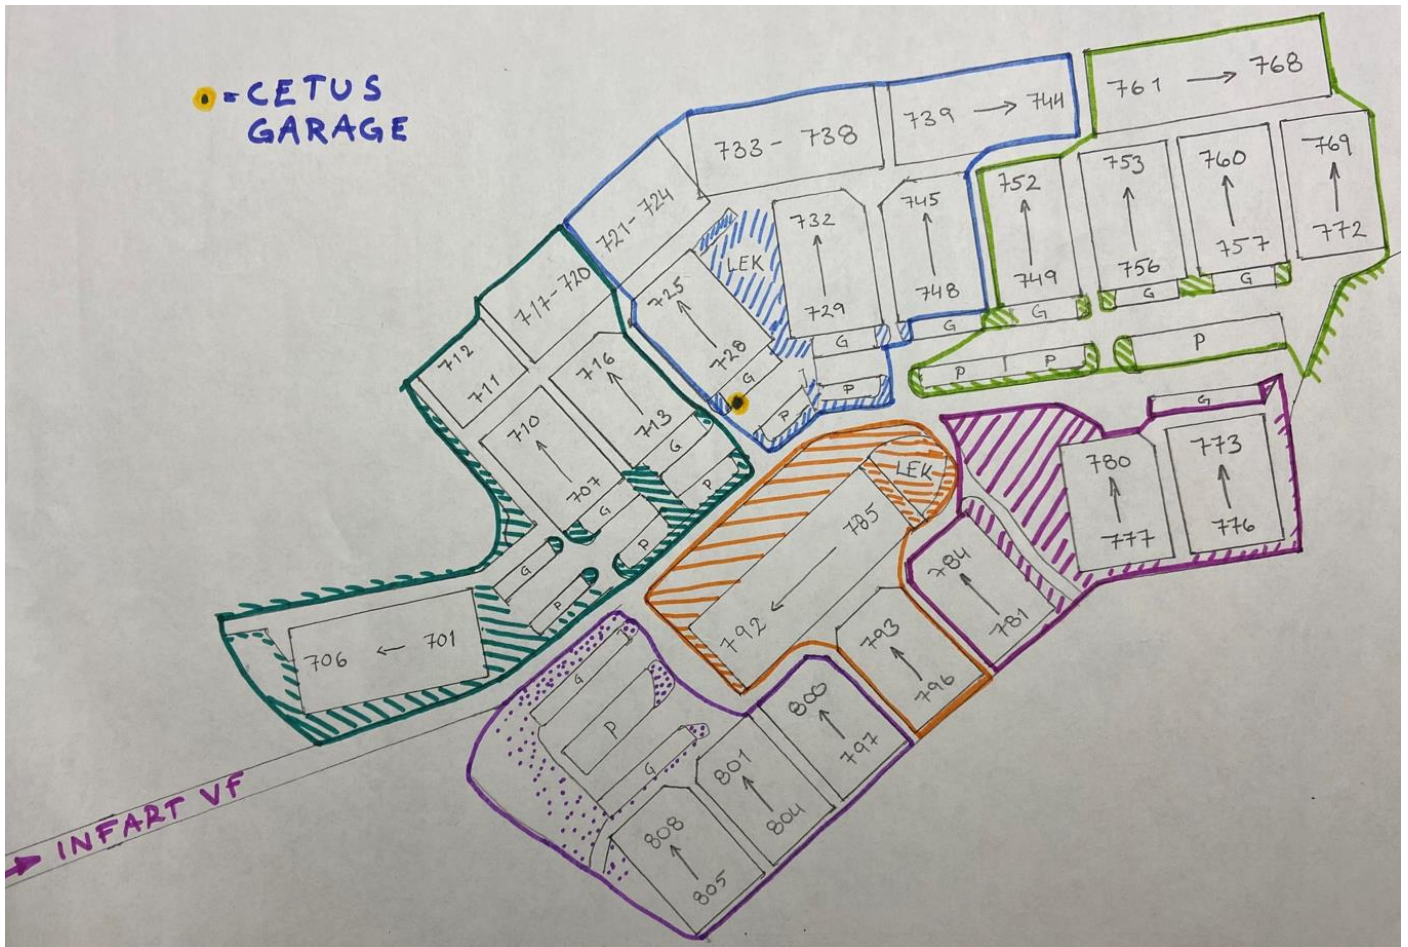 = CETUS
GARAGE
761 → 768
739 → 744
733 - 738
721 - 724
717 - 720
712
711
710
707
716
713
725
728
LEK
732
729
745
748
752
749
753
756
760
757
769
772
G
G
G
G
G
P
P
P
P
P
G
P
G
P
G
P
706 ← 701
785
792
LEK
793
796
784
781
780
777
773
776
G
G
P
G
800
797
801
804
808
805
→ INFART VF